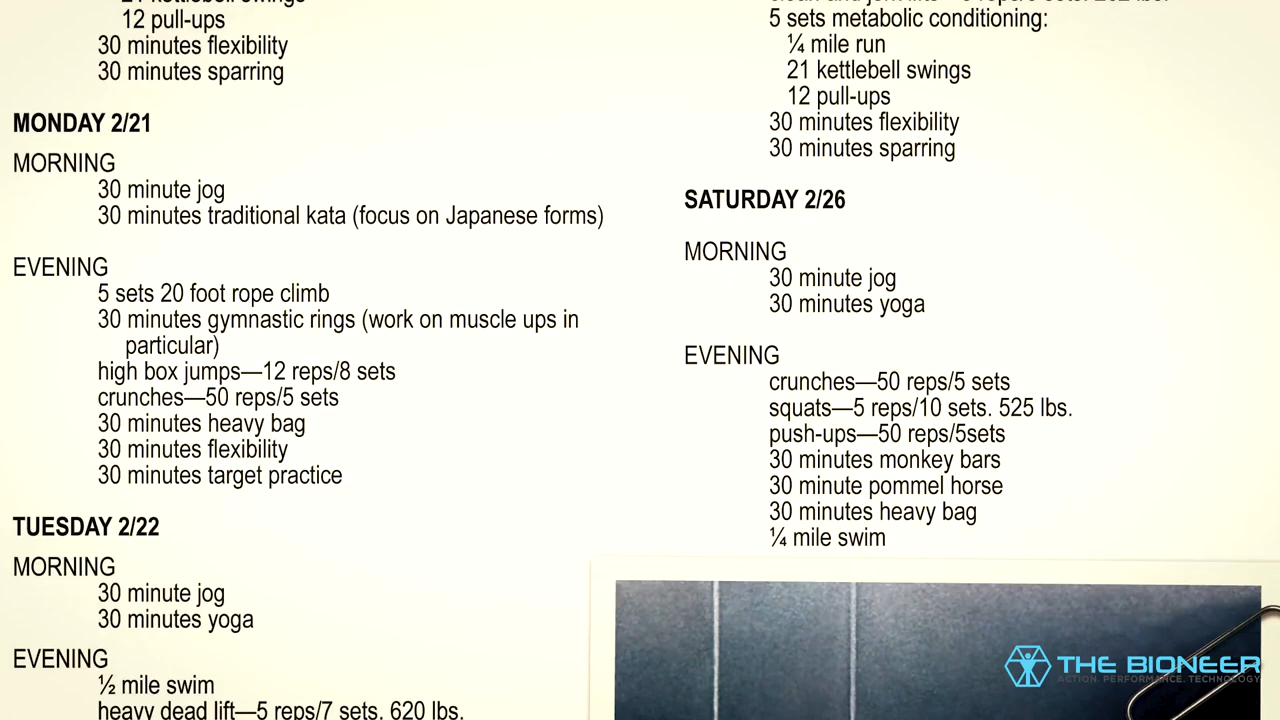 21 kettlebell swings
12 pull-ups
30 minutes flexibility
30 minutes sparring
MONDAY 2/21
MORNING
30 minute jog
30 minutes traditional kata (focus on Japanese forms)
EVENING
5 sets 20 foot rope climb
30 minutes gymnastic rings (work on muscle ups in
particular)
high box jumps—12 reps/8 sets
crunches—50 reps/5 sets
30 minutes heavy bag
30 minutes flexibility
30 minutes target practice
TUESDAY 2/22
MORNING
30 minute jog
30 minutes yoga
EVENING
½ mile swim
heavy dead lift—5 reps/7 sets. 620 lbs.
5 sets metabolic conditioning:
¼ mile run
21 kettlebell swings
12 pull-ups
30 minutes flexibility
30 minutes sparring
SATURDAY 2/26
MORNING
30 minute jog
30 minutes yoga
EVENING
crunches—50 reps/5 sets
squats—5 reps/10 sets. 525 lbs.
push-ups—50 reps/5sets
30 minutes monkey bars
30 minute pommel horse
30 minutes heavy bag
¼ mile swim
THE BIONEER
ACTION. PERFORMANCE. TECHNOLOGY